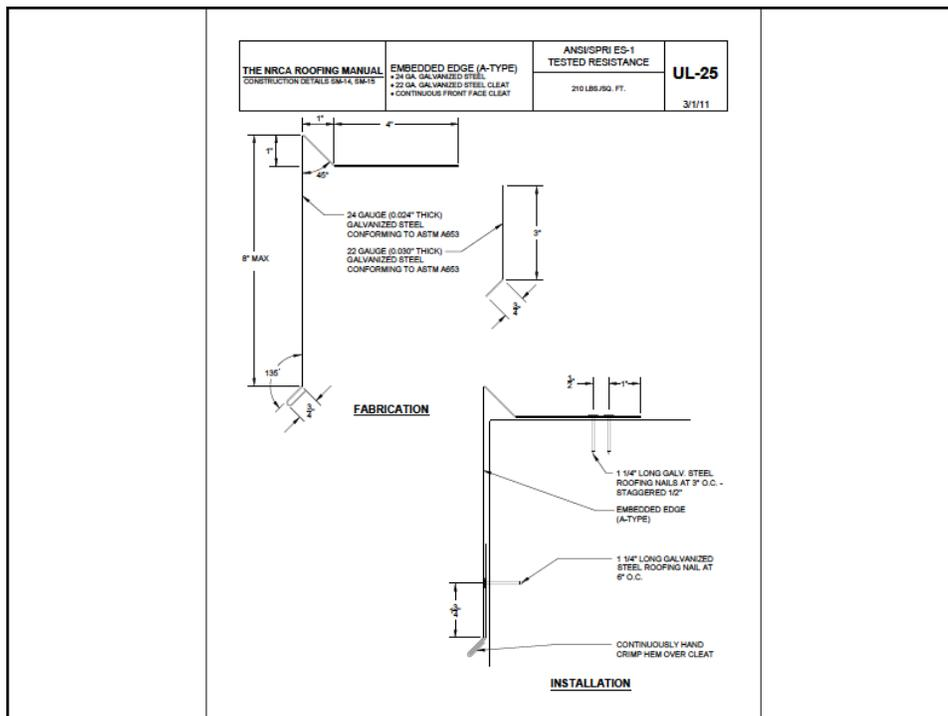 THE NRCA ROOFING MANUAL
CONSTRUCTION DETAILS SM-14, SM-15
EMBEDDED EDGE (A-TYPE)
• 24 GA. GALVANIZED STEEL
• 22 GA. GALVANIZED STEEL CLEAT
• CONTINUOUS FRONT FACE CLEAT
ANSI/SPRI ES-1
TESTED RESISTANCE
210 LBS./SQ. FT.
UL-25
3/1/11
1"
4"
1"
45°
24 GAUGE (0.024" THICK)
GALVANIZED STEEL
CONFORMING TO ASTM A653
22 GAUGE (0.030" THICK)
GALVANIZED STEEL
CONFORMING TO ASTM A653
3"
8" MAX
3/4"
135°
3/4"
FABRICATION
1/2"
1"
1 1/4" LONG GALV. STEEL
ROOFING NAILS AT 3" O.C. -
STAGGERED 1/2"
EMBEDDED EDGE
(A-TYPE)
1 1/4" LONG GALVANIZED
STEEL ROOFING NAIL AT
6" O.C.
CONTINUOUSLY HAND
CRIMP HEM OVER CLEAT
INSTALLATION